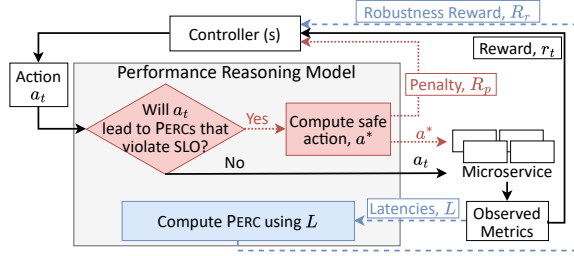 Robustness Reward, R_r
Controller (s)
Reward, r_t
Action
a_t
Performance Reasoning Model
Penalty, R_p
Will a_t
lead to PERCs that
violate SLO?
Yes
Compute safe
action, a*
a*
No
a_t
Microservice
Compute PERC using L
Latencies, L
Observed
Metrics